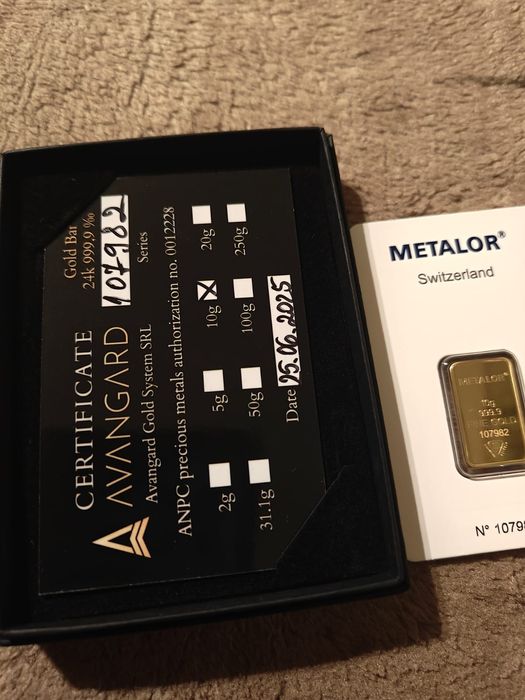 CERTIFICATE
Gold Bar
24k 999,9 ‰
AVANGARD
107982
Avangard Gold System SRL
Series
ANPC precious metals authorization no. 0012228
2g 5g 10g 20g
31.1g 50g 100g 250g
Date 25.06.2025
METALOR®
Switzerland
METALOR®
10g
999.9
FINE GOLD
107982
N° 1079